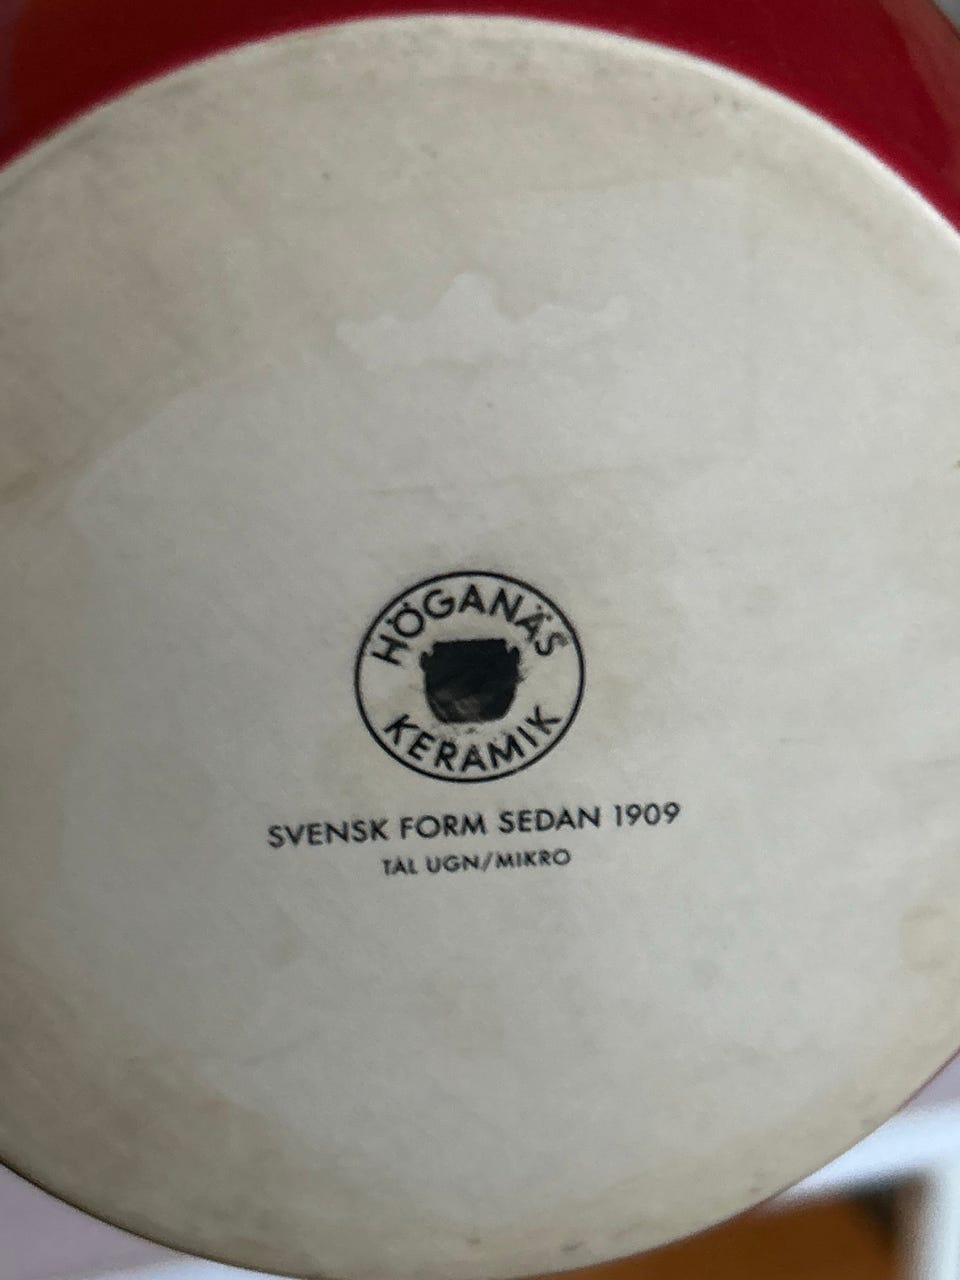 HÖGANÄS
KERAMIK
SVENSK FORM SEDAN 1909
TÅL UGN/MIKRO